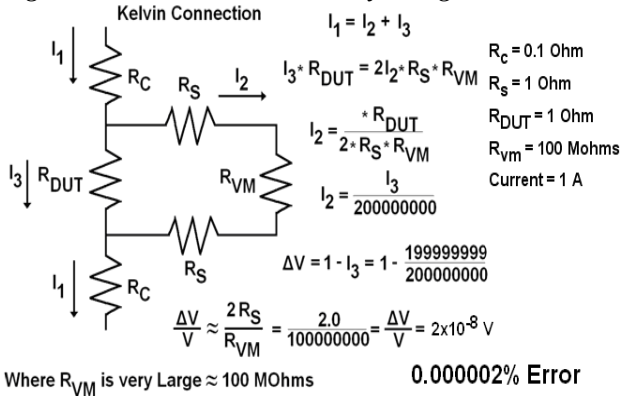 Kelvin Connection
I1 = I2 + I3
I1
RC
RS
I2
I3* RDUT = 2I2*RS*RVM
Rc = 0.1 Ohm
Rs = 1 Ohm
RDUT = 1 Ohm
Rvm = 100 Mohms
Current = 1 A
I2 = * RDUT / 2*RS*RVM
I3
RDUT
RVM
I2 = I3 / 200000000
RS
ΔV = 1 - I3 = 1 - 199999999 / 200000000
I1
RC
ΔV / V ≈ 2 RS / RVM = 2.0 / 100000000 = ΔV / V = 2x10-8 V
Where RVM is very Large ≈ 100 MOhms
0.000002% Error